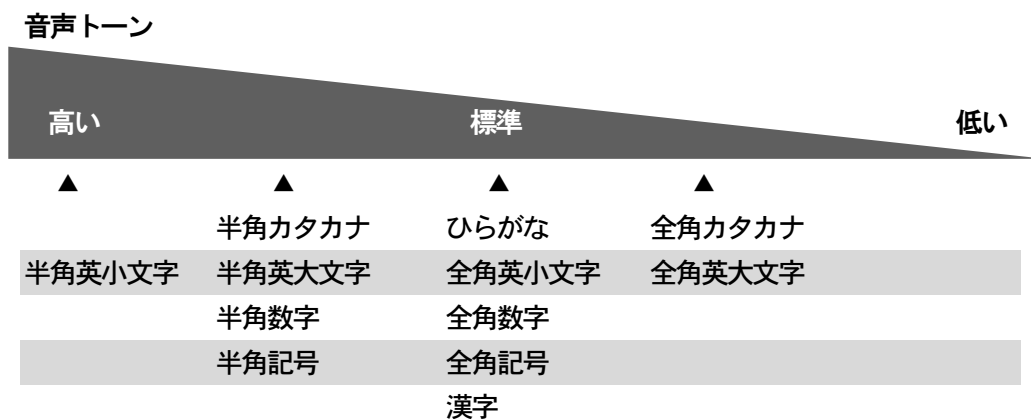 音声トーン
高い 標準 低い
▲ ▲ ▲ ▲
半角カタカナ ひらがな 全角カタカナ
半角英小文字 半角英大文字 全角英小文字 全角英大文字
半角数字 全角数字
半角記号 全角記号
漢字